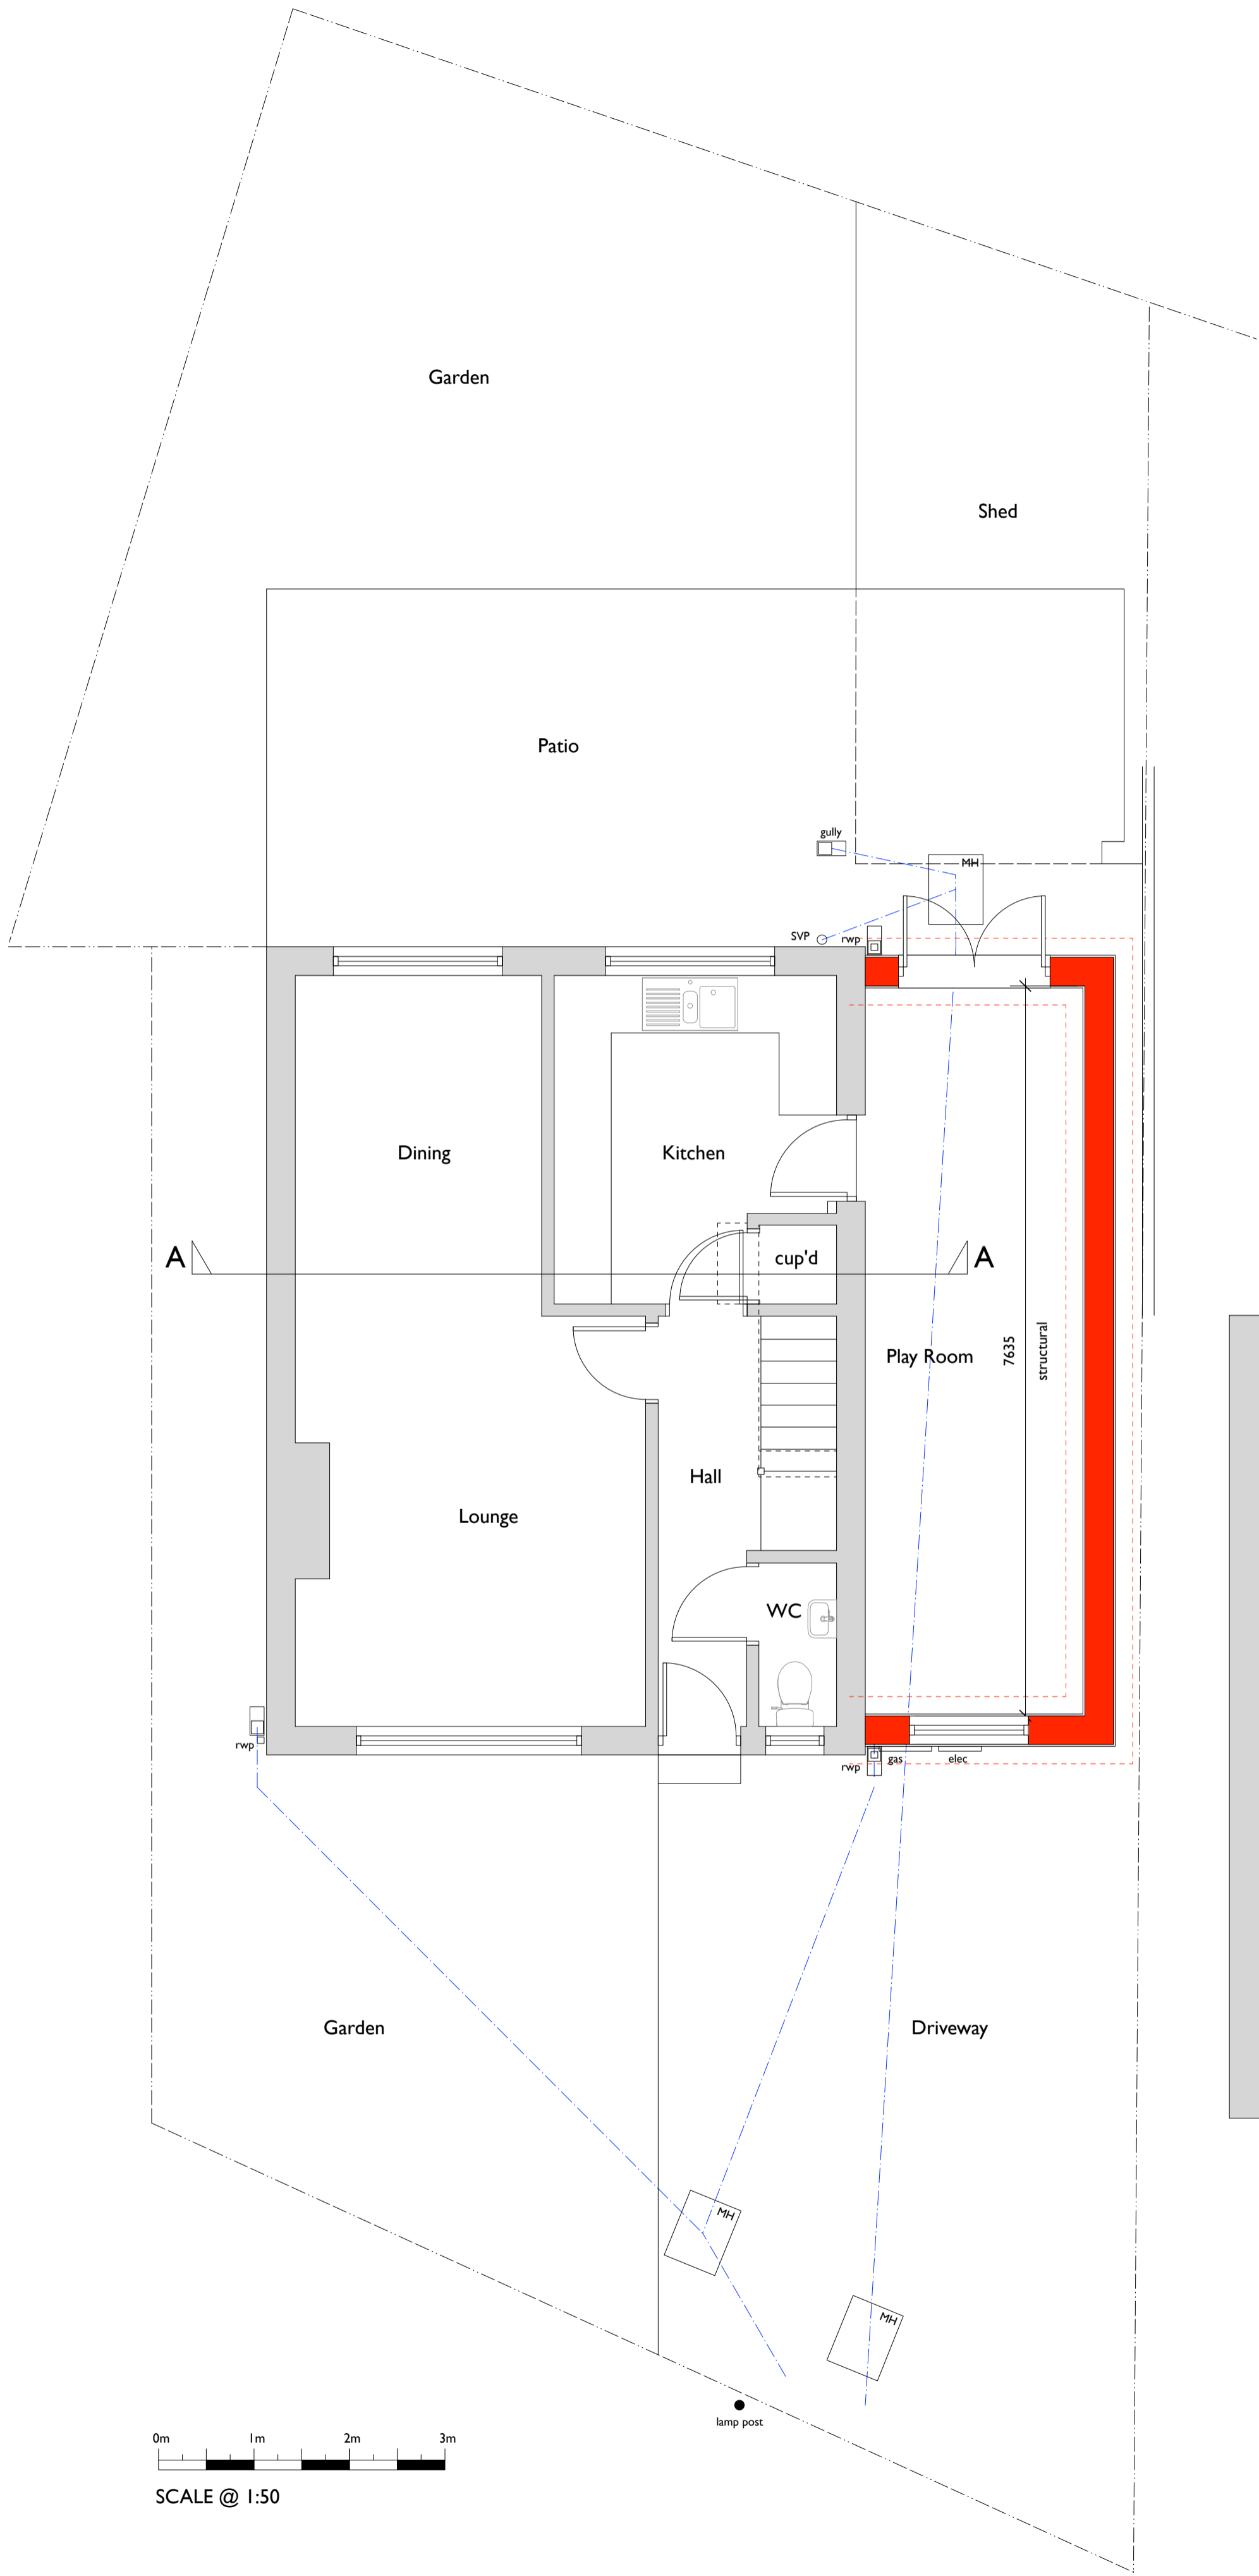 Garden
Shed
Patio
gully
MH
SVP
rwp
Dining
Kitchen
A
cup'd
A
Play Room
7635
structural
Hall
Lounge
WC
rwp
rwp
gas
elec
Garden
Driveway
MH
MH
lamp post
0m 1m 2m 3m
SCALE @ 1:50